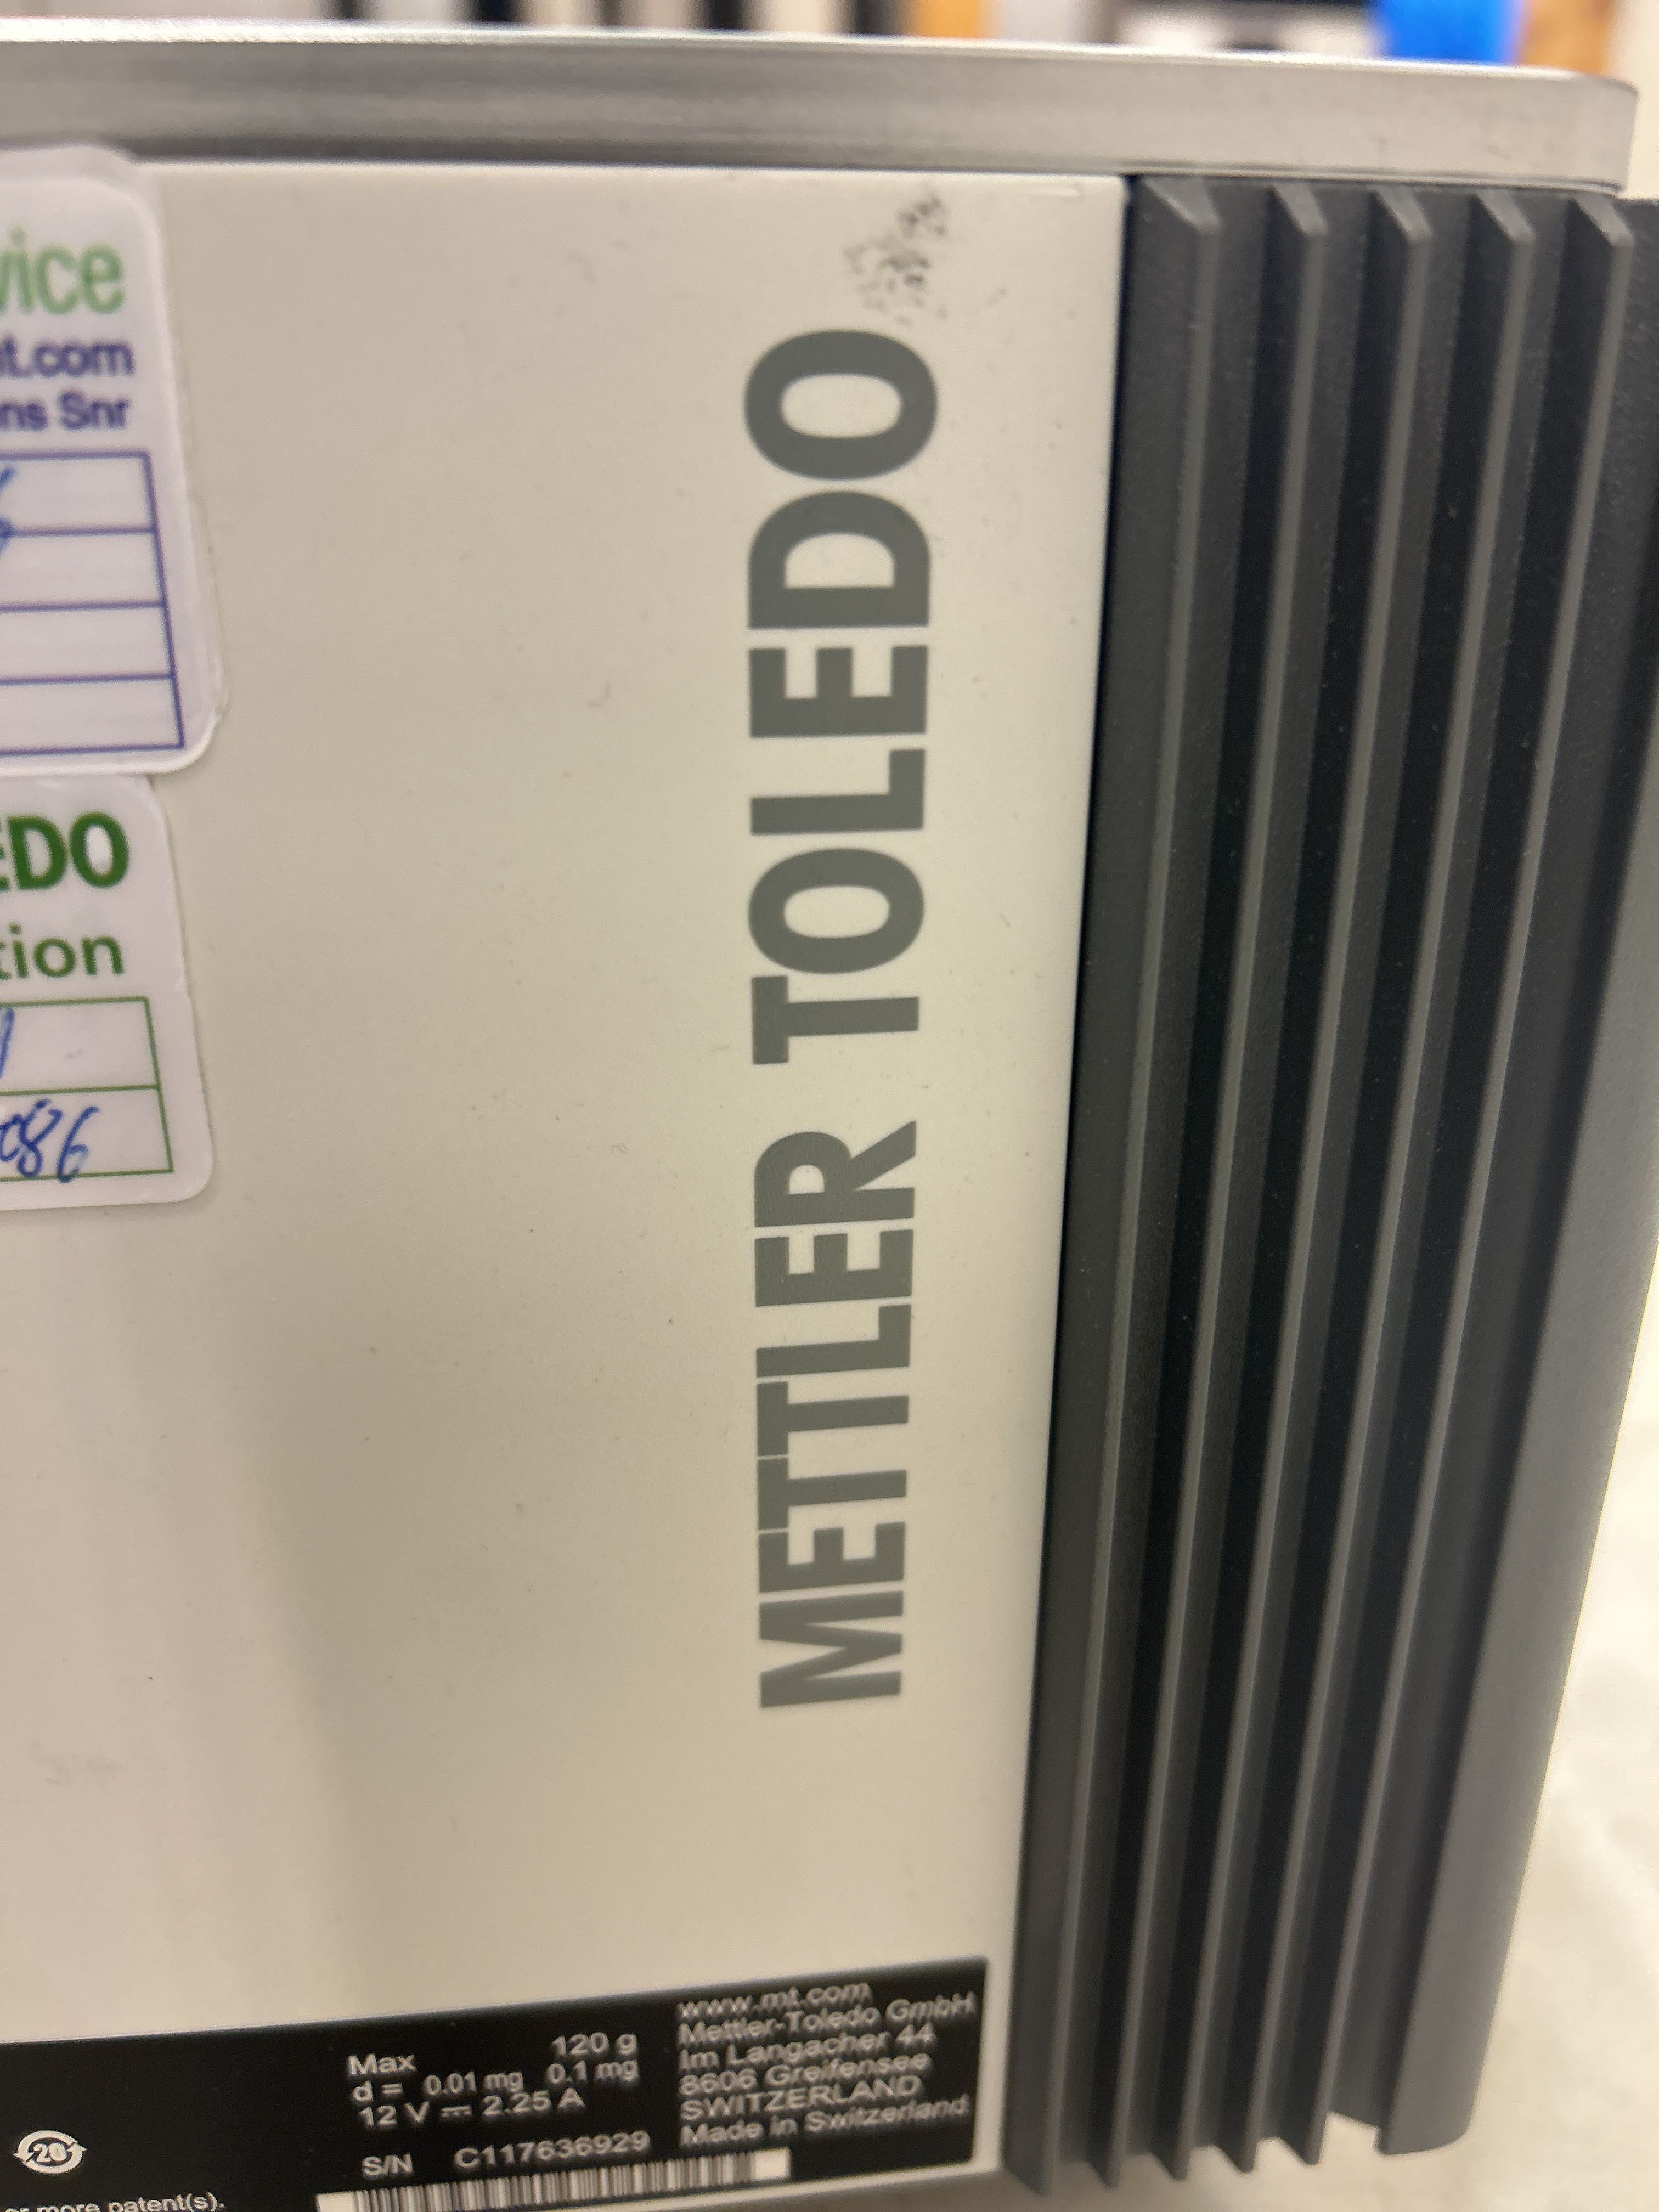 vice
t.com
ns Snr
EDO
tion
086
METTLER TOLEDO
Max 120 g
d = 0.01 mg 0.1 mg
12 V ⎓ 2.25 A
S/N C117636929
www.mt.com
Mettler-Toledo GmbH
Im Langacher 44
8606 Greifensee
SWITZERLAND
Made in Switzerland
20
or more patent(s).